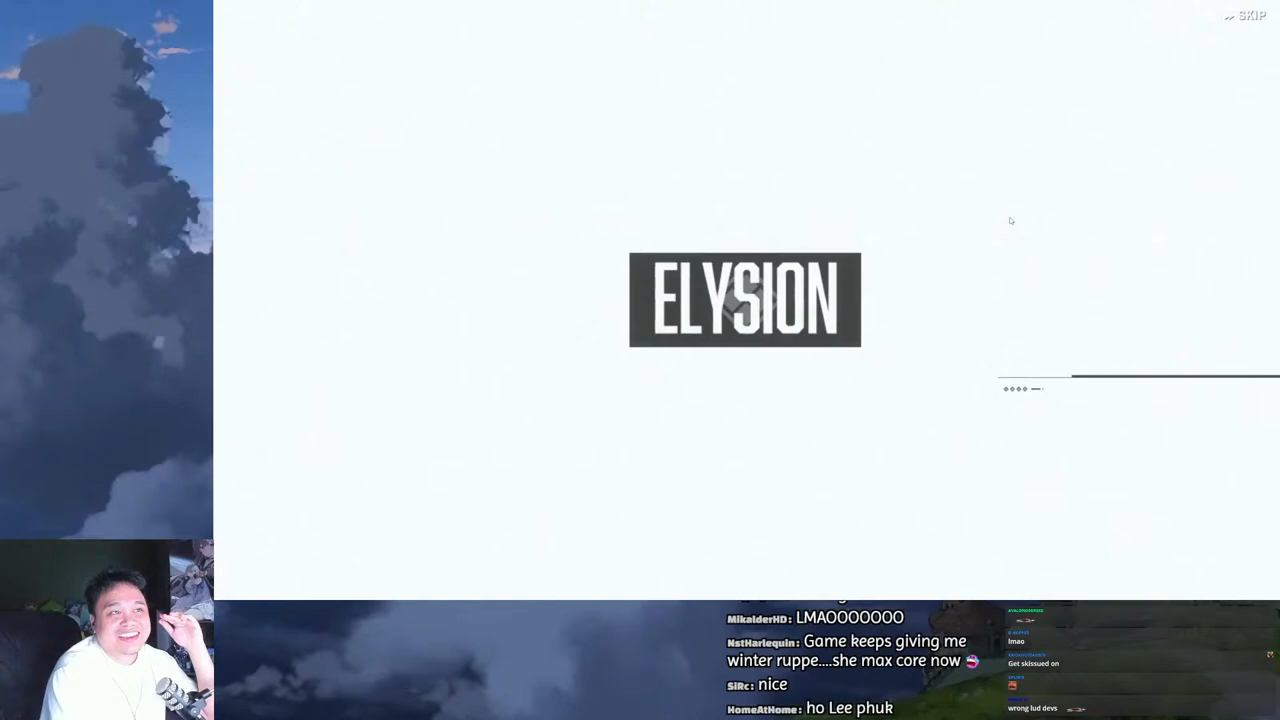 SKIP
ELYSION
MikalderHD: LMAOOOOOOO
NstHarlequin: Game keeps giving me
winter ruppe....she max core now
SiRc: nice
HomeAtHome: ho Lee phuk
lmao
Get skissued on
wrong lud devs